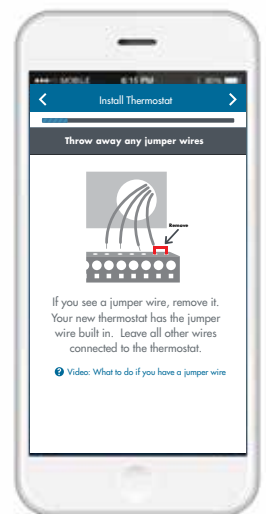 MOBILE 6:15 PM
Install Thermostat
Throw away any jumper wires
Remove
If you see a jumper wire, remove it.
Your new thermostat has the jumper
wire built in. Leave all other wires
connected to the thermostat.
Video: What to do if you have a jumper wire